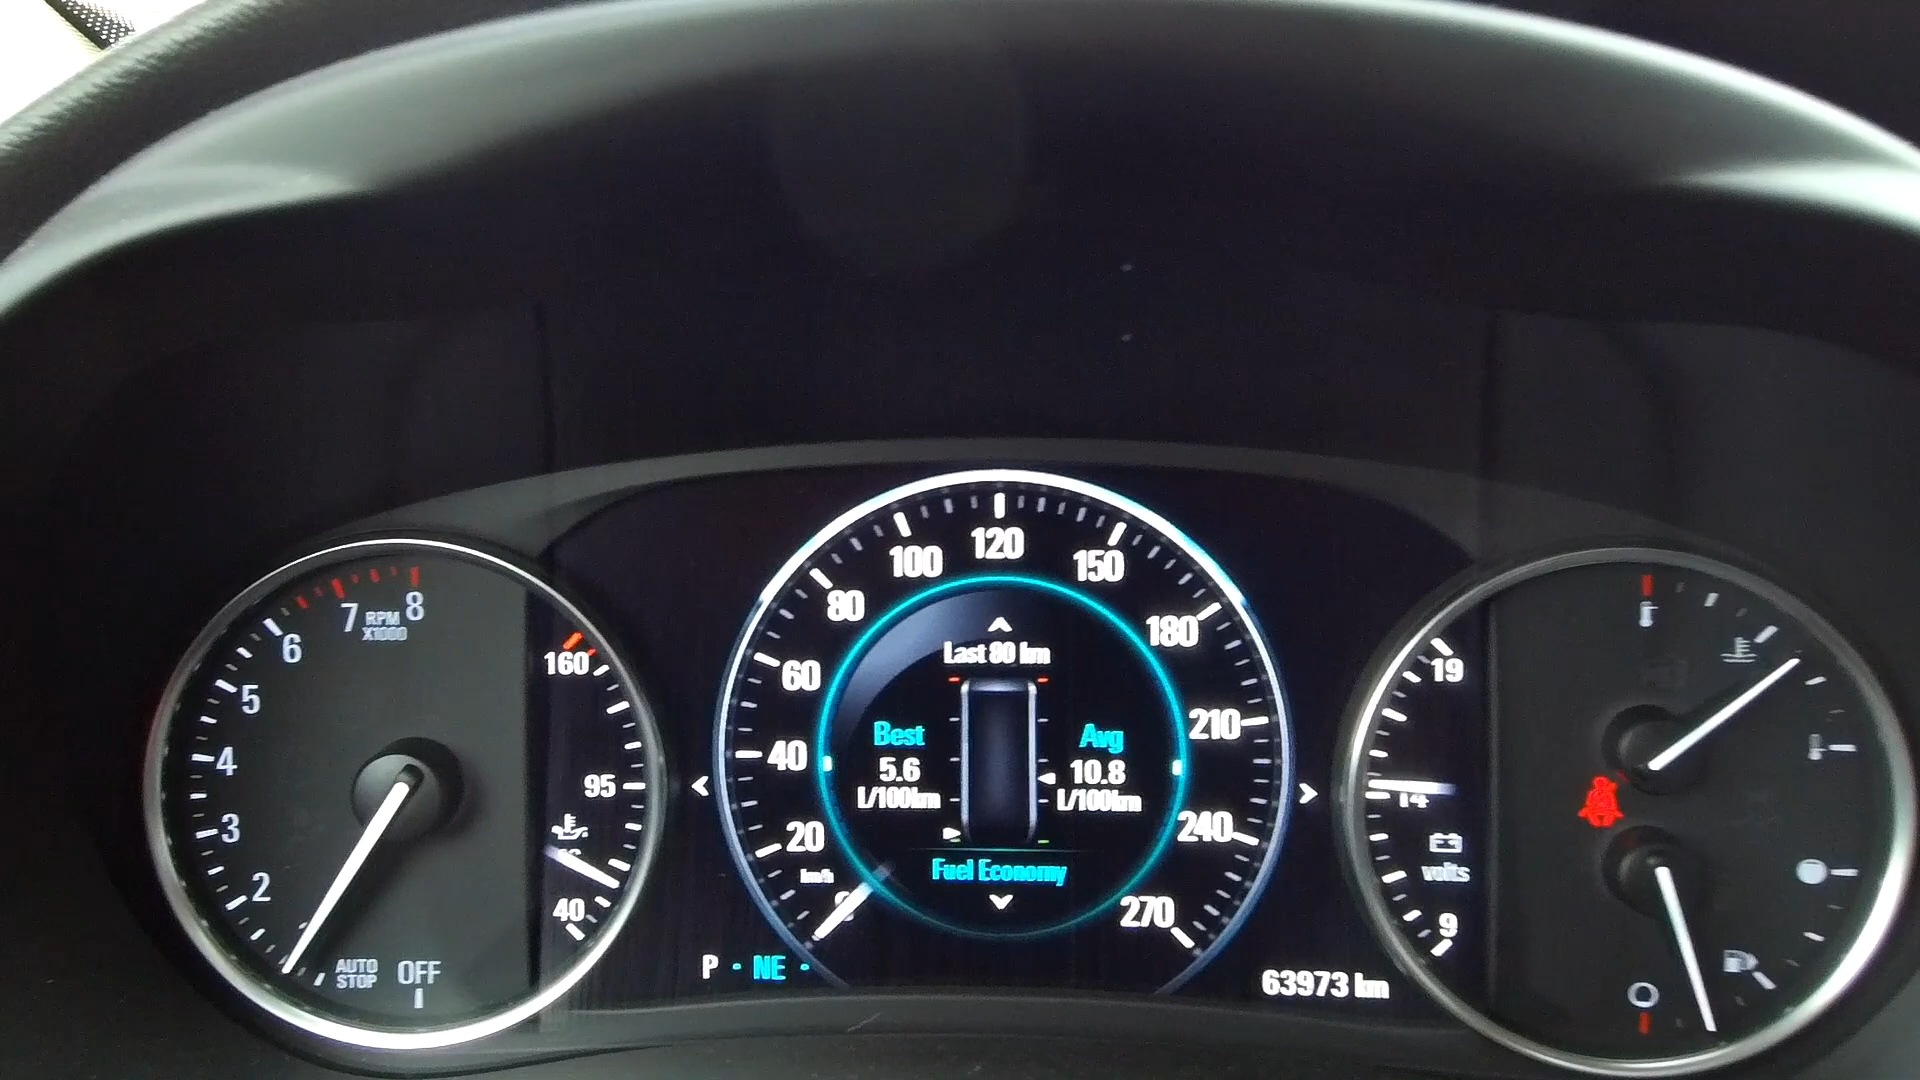 8
7
RPM
X1000
6
5
4
3
2
AUTO
STOP
OFF
160
95
40
120
100
150
80
180
60
210
40
240
20
270
km/h
Last 80 km
Best
5.6
L/100km
Avg
10.8
L/100km
Fuel Economy
P · NE ·
63973 km
19
14
volts
9